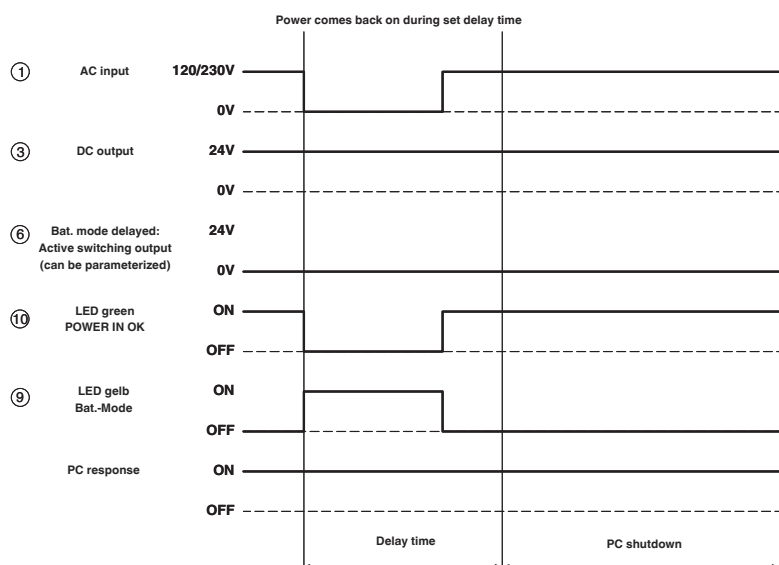 Power comes back on during set delay time
① AC input 120/230V
0V
③ DC output 24V
0V
⑥ Bat. mode delayed: 24V
Active switching output
(can be parameterized)
0V
⑩ LED green ON
POWER IN OK
OFF
⑨ LED gelb ON
Bat.-Mode
OFF
PC response ON
OFF
Delay time PC shutdown